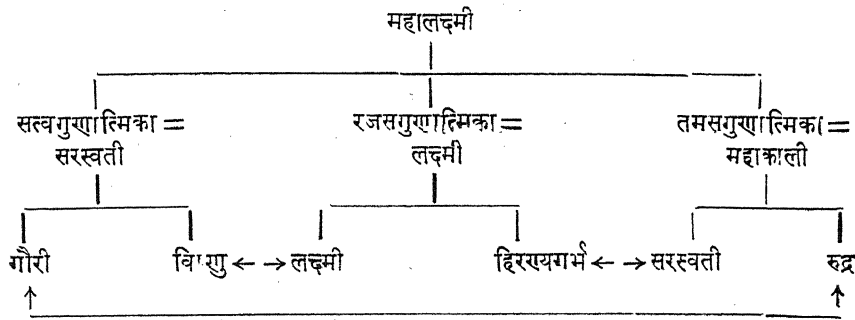 महालक्ष्मी
सत्वगुणात्मिका = रजसगुणात्मिका = तमसगुणात्मिका =
सरस्वती लक्ष्मी महाकाली
गौरी विष्णु ← → लक्ष्मी हिरण्यगर्भ ← → सरस्वती रुद्र